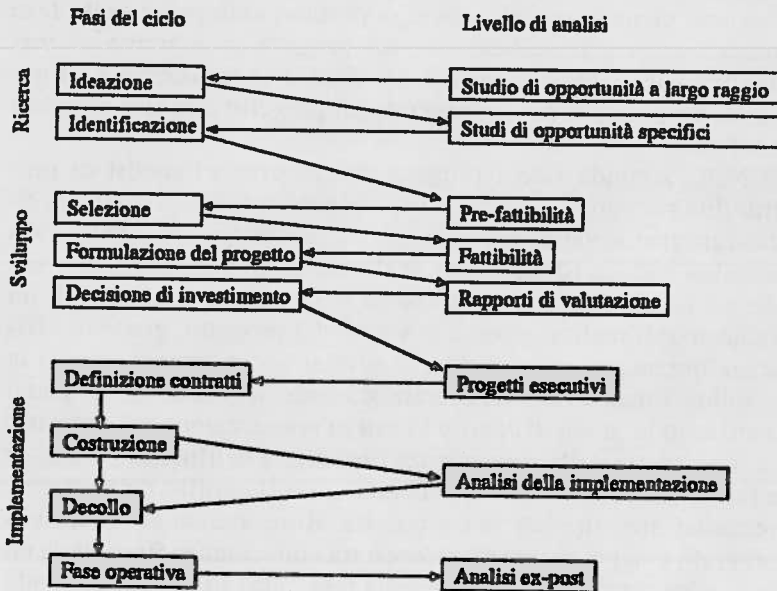 Fasi del ciclo
Livello di analisi
Ricerca
Ideazione
Studio di opportunità a largo raggio
Identificazione
Studi di opportunità specifici
Sviluppo
Selezione
Pre-fattibilità
Formulazione del progetto
Fattibilità
Decisione di investimento
Rapporti di valutazione
Implementazione
Definizione contratti
Progetti esecutivi
Costruzione
Analisi della implementazione
Decollo
Fase operativa
Analisi ex-post